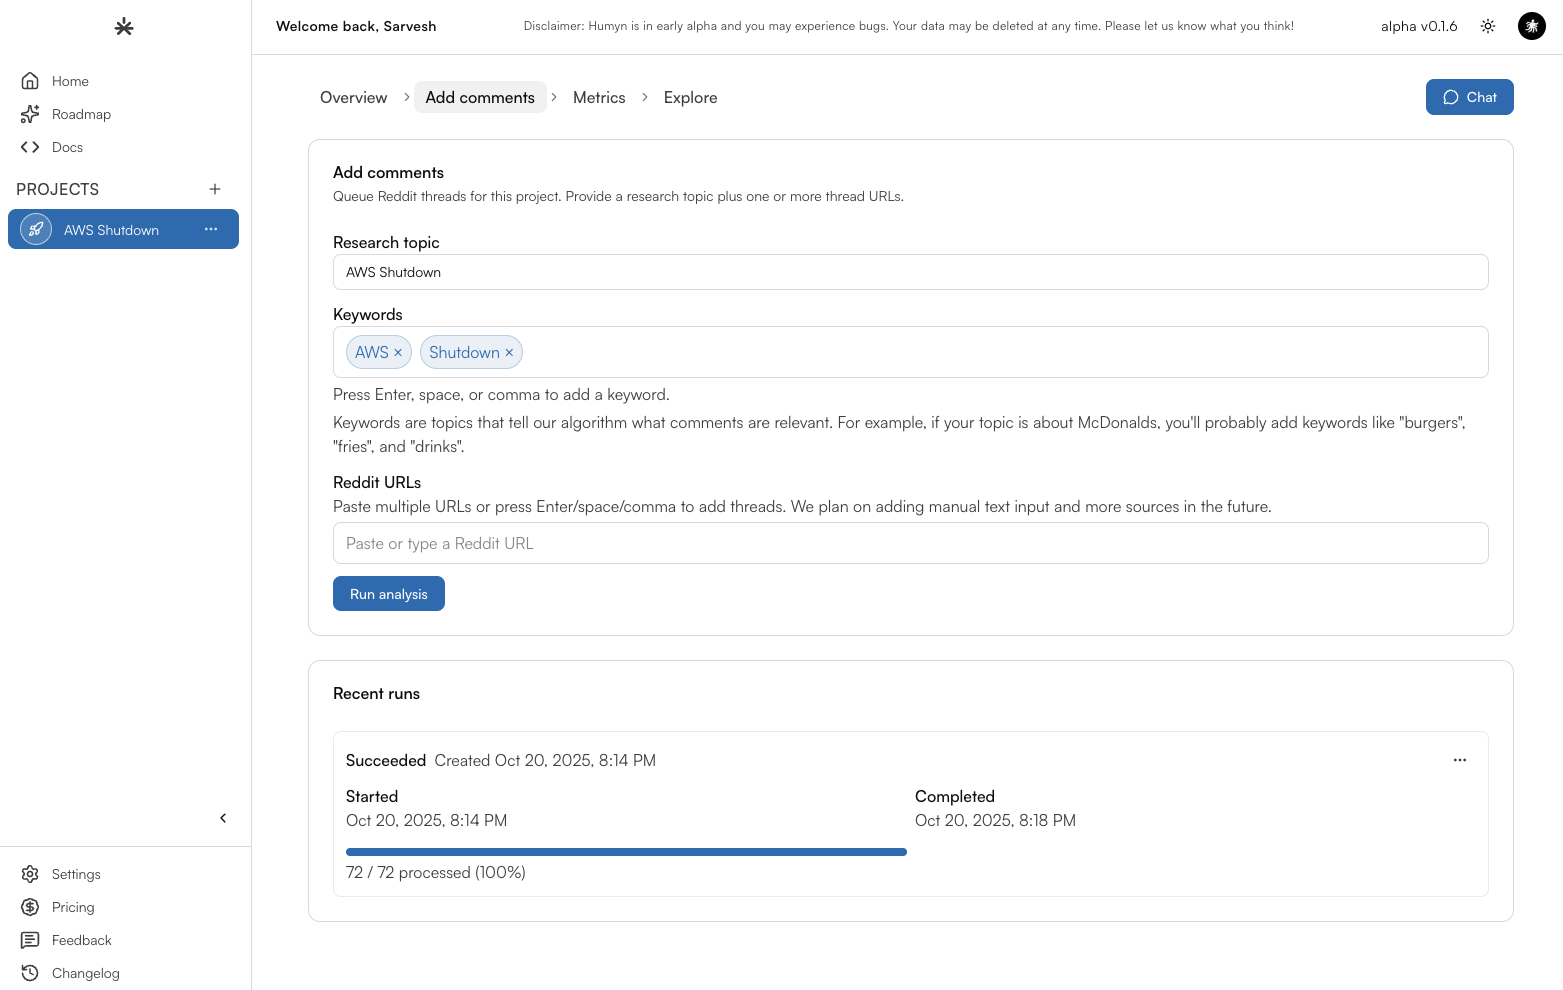 Welcome back, Sarvesh
Disclaimer: Humyn is in early alpha and you may experience bugs. Your data may be deleted at any time. Please let us know what you think!
alpha v0.1.6
Home
Roadmap
Docs
PROJECTS
AWS Shutdown
Settings
Pricing
Feedback
Changelog
Overview
Add comments
Metrics
Explore
Chat
Add comments
Queue Reddit threads for this project. Provide a research topic plus one or more thread URLs.
Research topic
AWS Shutdown
Keywords
AWS ×
Shutdown ×
Press Enter, space, or comma to add a keyword.
Keywords are topics that tell our algorithm what comments are relevant. For example, if your topic is about McDonalds, you'll probably add keywords like "burgers",
"fries", and "drinks".
Reddit URLs
Paste multiple URLs or press Enter/space/comma to add threads. We plan on adding manual text input and more sources in the future.
Paste or type a Reddit URL
Run analysis
Recent runs
Succeeded Created Oct 20, 2025, 8:14 PM
Started
Oct 20, 2025, 8:14 PM
Completed
Oct 20, 2025, 8:18 PM
72 / 72 processed (100%)